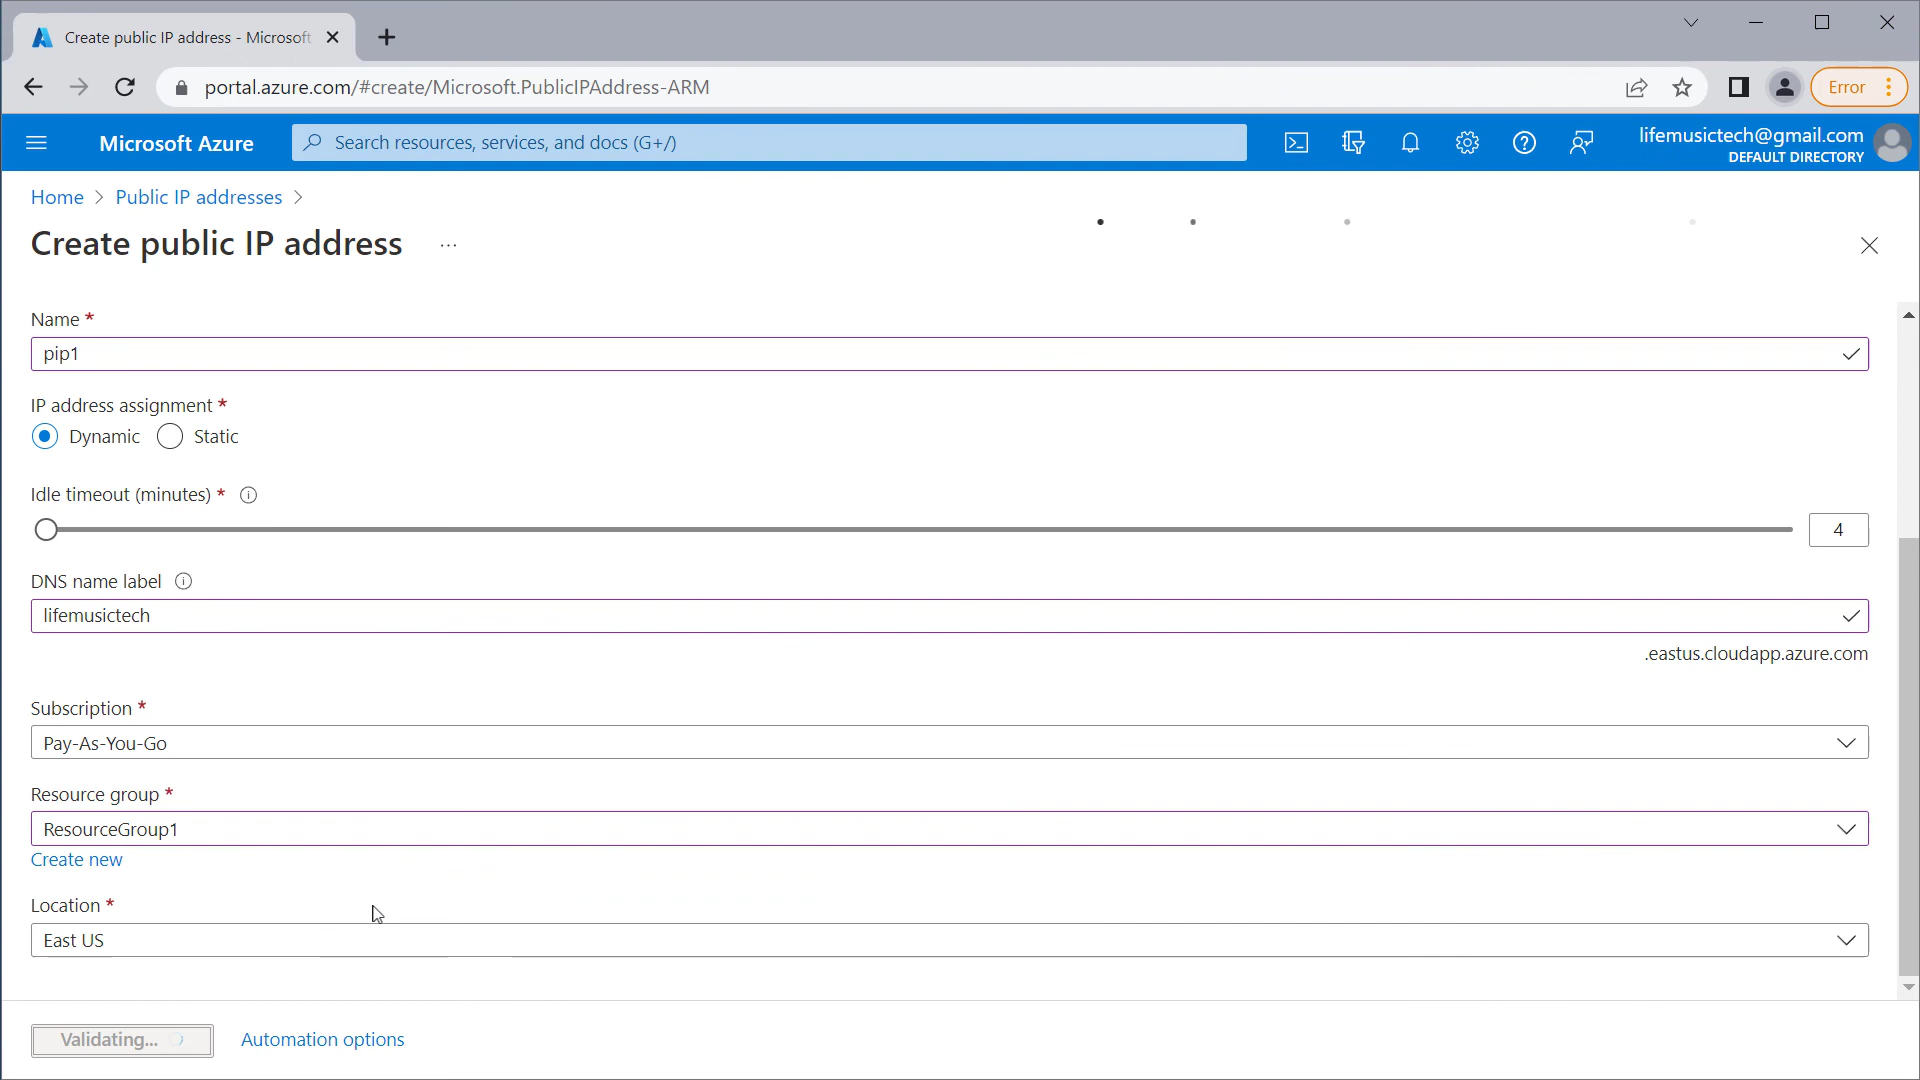 Create public IP address - Microsoft
portal.azure.com/#create/Microsoft.PublicIPAddress-ARM
Error
Microsoft Azure
Search resources, services, and docs (G+/)
lifemusictech@gmail.com
DEFAULT DIRECTORY
Home > Public IP addresses >
Create public IP address ...
Name *
pip1
IP address assignment *
Dynamic Static
Idle timeout (minutes) *
4
DNS name label
lifemusictech
.eastus.cloudapp.azure.com
Subscription *
Pay-As-You-Go
Resource group *
ResourceGroup1
Create new
Location *
East US
Validating... Automation options